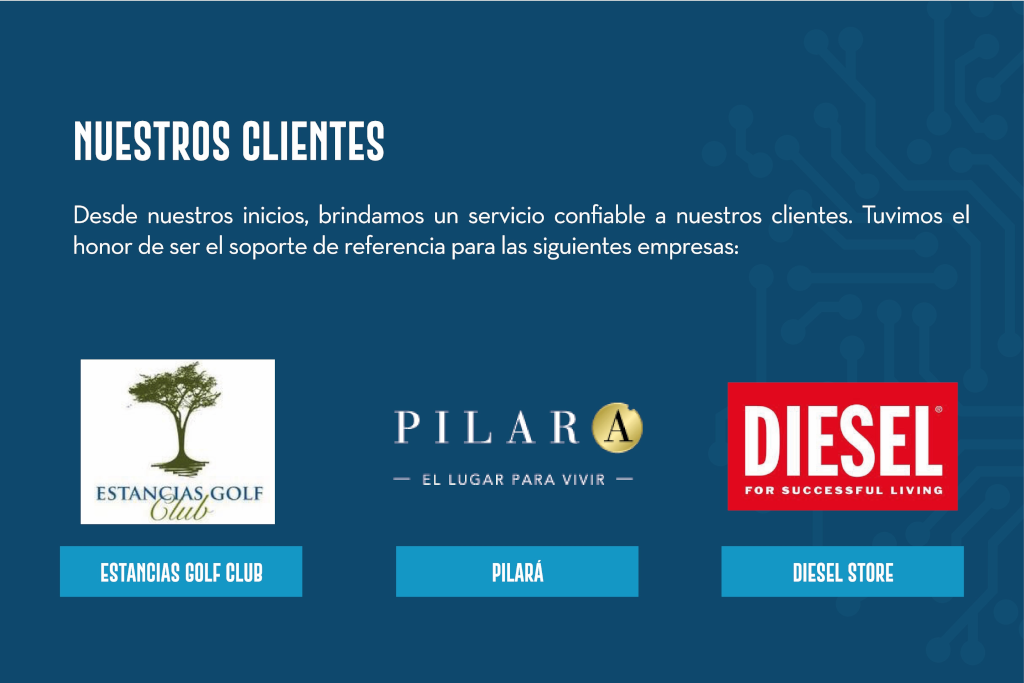 NUESTROS CLIENTES
Desde nuestros inicios, brindamos un servicio confiable a nuestros clientes. Tuvimos el
honor de ser el soporte de referencia para las siguientes empresas:
ESTANCIAS GOLF
Club
PILARA
— EL LUGAR PARA VIVIR —
DIESEL®
FOR SUCCESSFUL LIVING
ESTANCIAS GOLF CLUB
PILARÁ
DIESEL STORE